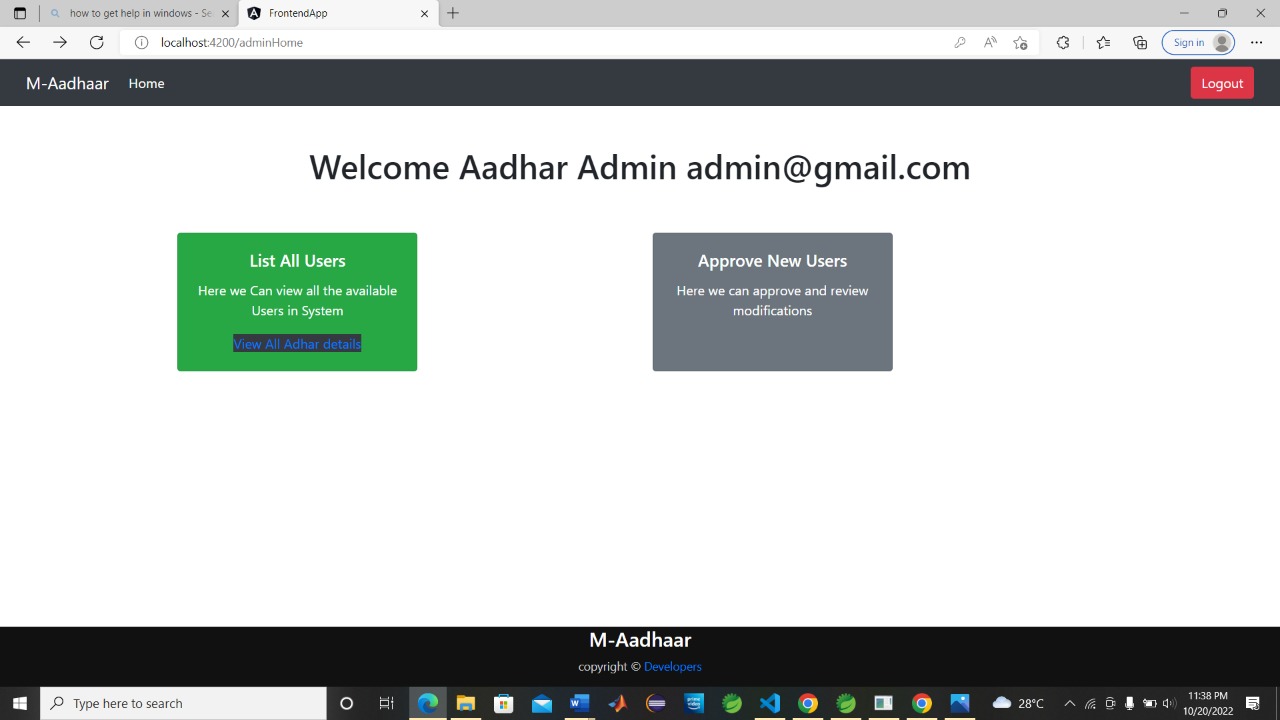 how to get help in windows - Se
FrontendApp
localhost:4200/adminHome
Sign in
M-Aadhaar
Home
Logout
Welcome Aadhar Admin admin@gmail.com
List All Users
Here we Can view all the available
Users in System
View All Adhar details
Approve New Users
Here we can approve and review
modifications
M-Aadhaar
copyright © Developers
Type here to search
28°C
11:38 PM
10/20/2022